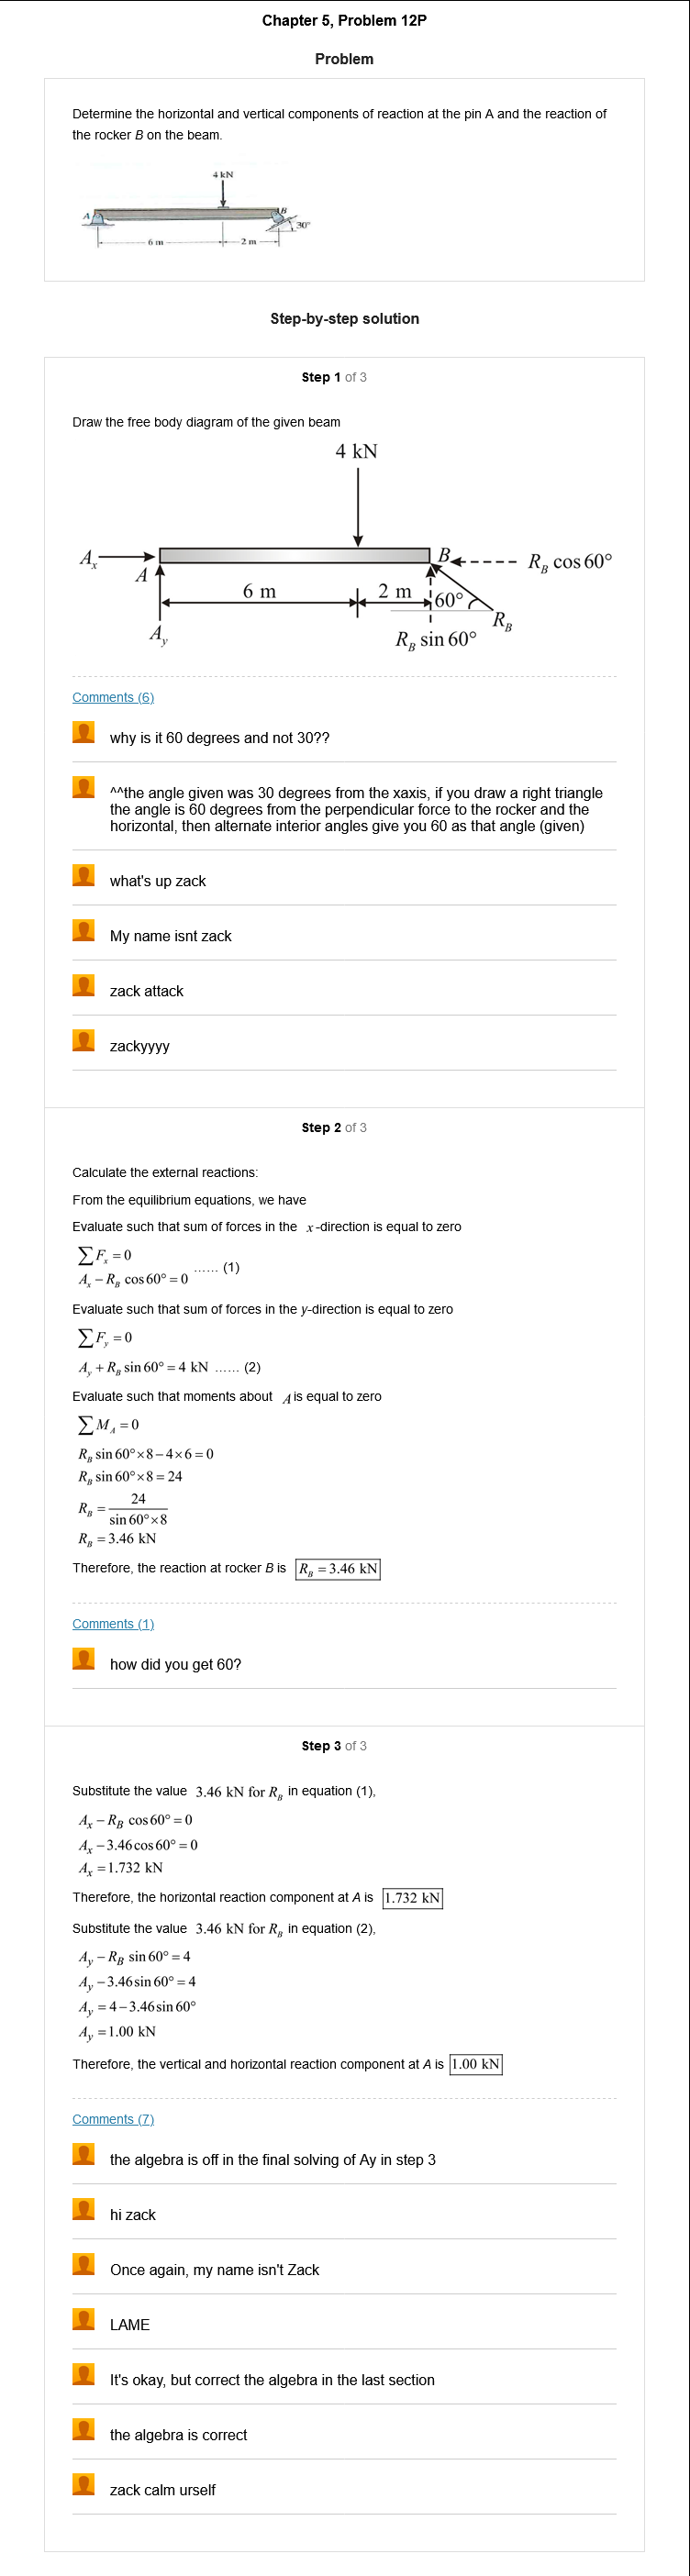 Chapter 5, Problem 12P
Problem
Determine the horizontal and vertical components of reaction at the pin A and the reaction of
the rocker B on the beam.
4 kN
A
B
30°
6 m
2 m
Step-by-step solution
Step 1 of 3
Draw the free body diagram of the given beam
4 kN
Aₓ
A
B
R_B cos 60°
6 m
2 m
60°
R_B
A_y
R_B sin 60°
Comments (6)
why is it 60 degrees and not 30??
^^the angle given was 30 degrees from the xaxis, if you draw a right triangle
the angle is 60 degrees from the perpendicular force to the rocker and the
horizontal, then alternate interior angles give you 60 as that angle (given)
what's up zack
My name isnt zack
zack attack
zackyyyy
Step 2 of 3
Calculate the external reactions:
From the equilibrium equations, we have
Evaluate such that sum of forces in the x-direction is equal to zero
∑Fₓ = 0
Aₓ − R_B cos 60° = 0 ...... (1)
Evaluate such that sum of forces in the y-direction is equal to zero
∑F_y = 0
A_y + R_B sin 60° = 4 kN ...... (2)
Evaluate such that moments about A is equal to zero
∑M_A = 0
R_B sin 60° × 8 − 4 × 6 = 0
R_B sin 60° × 8 = 24
R_B = 24 / sin 60° × 8
R_B = 3.46 kN
Therefore, the reaction at rocker B is R_B = 3.46 kN
Comments (1)
how did you get 60?
Step 3 of 3
Substitute the value 3.46 kN for R_B in equation (1),
Aₓ − R_B cos 60° = 0
Aₓ − 3.46 cos 60° = 0
Aₓ = 1.732 kN
Therefore, the horizontal reaction component at A is 1.732 kN
Substitute the value 3.46 kN for R_B in equation (2),
A_y − R_B sin 60° = 4
A_y − 3.46 sin 60° = 4
A_y = 4 − 3.46 sin 60°
A_y = 1.00 kN
Therefore, the vertical and horizontal reaction component at A is 1.00 kN
Comments (7)
the algebra is off in the final solving of Ay in step 3
hi zack
Once again, my name isn't Zack
LAME
It's okay, but correct the algebra in the last section
the algebra is correct
zack calm urself